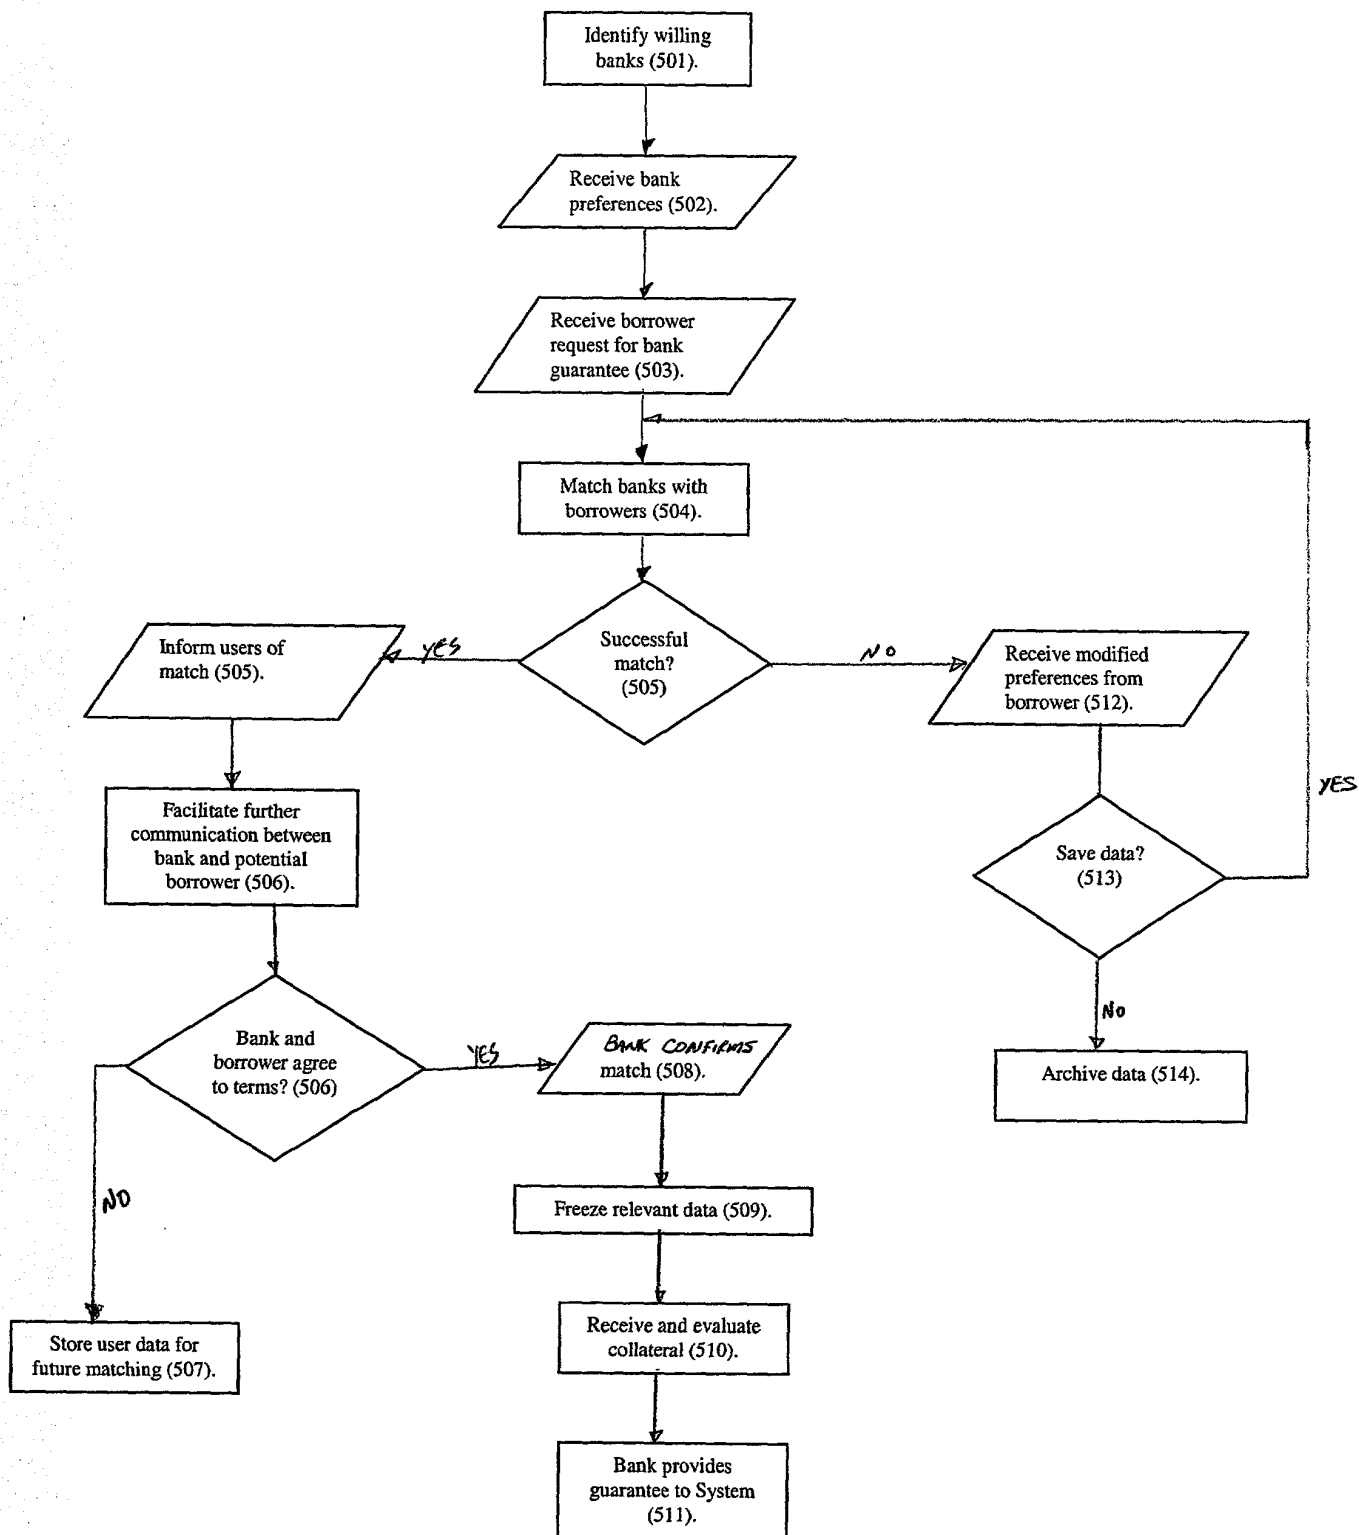 Identify willing
banks (501).
Receive bank
preferences (502).
Receive borrower
request for bank
guarantee (503).
Match banks with
borrowers (504).
Successful
match?
(505)
YES
NO
Inform users of
match (505).
Receive modified
preferences from
borrower (512).
YES
Facilitate further
communication between
bank and potential
borrower (506).
Save data?
(513)
NO
Archive data (514).
Bank and
borrower agree
to terms? (506)
YES
BANK CONFIRMS
match (508).
NO
Freeze relevant data (509).
Store user data for
future matching (507).
Receive and evaluate
collateral (510).
Bank provides
guarantee to System
(511).